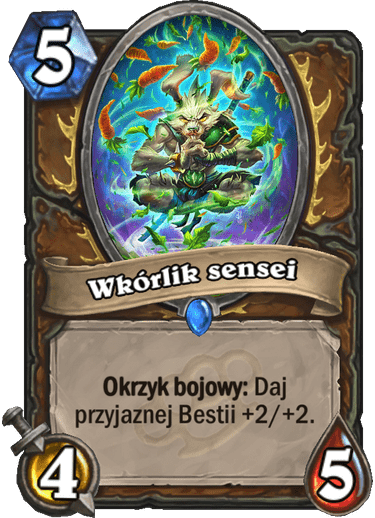 5
Wkórlik sensei
Okrzyk bojowy: Daj
przyjaznej Bestii +2/+2.
4
5